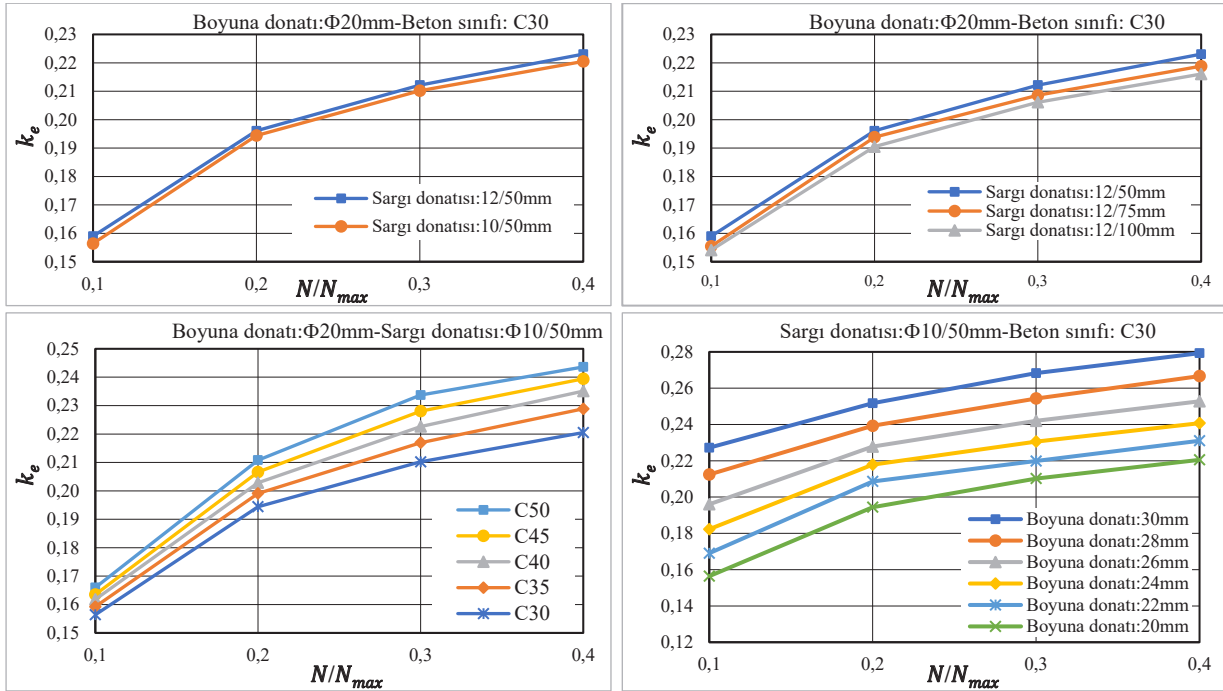 Boyuna donatı:Φ20mm-Beton sınıfı: C30
0,23
0,22
0,21
0,20
0,19
0,18
0,17
0,16
0,15
k_e
Sargı donatısı:12/50mm
Sargı donatısı:10/50mm
0,1
0,2
0,3
0,4
N/N_max
Boyuna donatı:Φ20mm-Beton sınıfı: C30
0,23
0,22
0,21
0,20
0,19
0,18
0,17
0,16
0,15
k_e
Sargı donatısı:12/50mm
Sargı donatısı:12/75mm
Sargı donatısı:12/100mm
0,1
0,2
0,3
0,4
N/N_max
Boyuna donatı:Φ20mm-Sargı donatısı:Φ10/50mm
0,25
0,24
0,23
0,22
0,21
0,20
0,19
0,18
0,17
0,16
0,15
k_e
C50
C45
C40
C35
C30
0,1
0,2
0,3
0,4
N/N_max
Sargı donatısı:Φ10/50mm-Beton sınıfı: C30
0,28
0,26
0,24
0,22
0,20
0,18
0,16
0,14
0,12
k_e
Boyuna donatı:30mm
Boyuna donatı:28mm
Boyuna donatı:26mm
Boyuna donatı:24mm
Boyuna donatı:22mm
Boyuna donatı:20mm
0,1
0,2
0,3
0,4
N/N_max